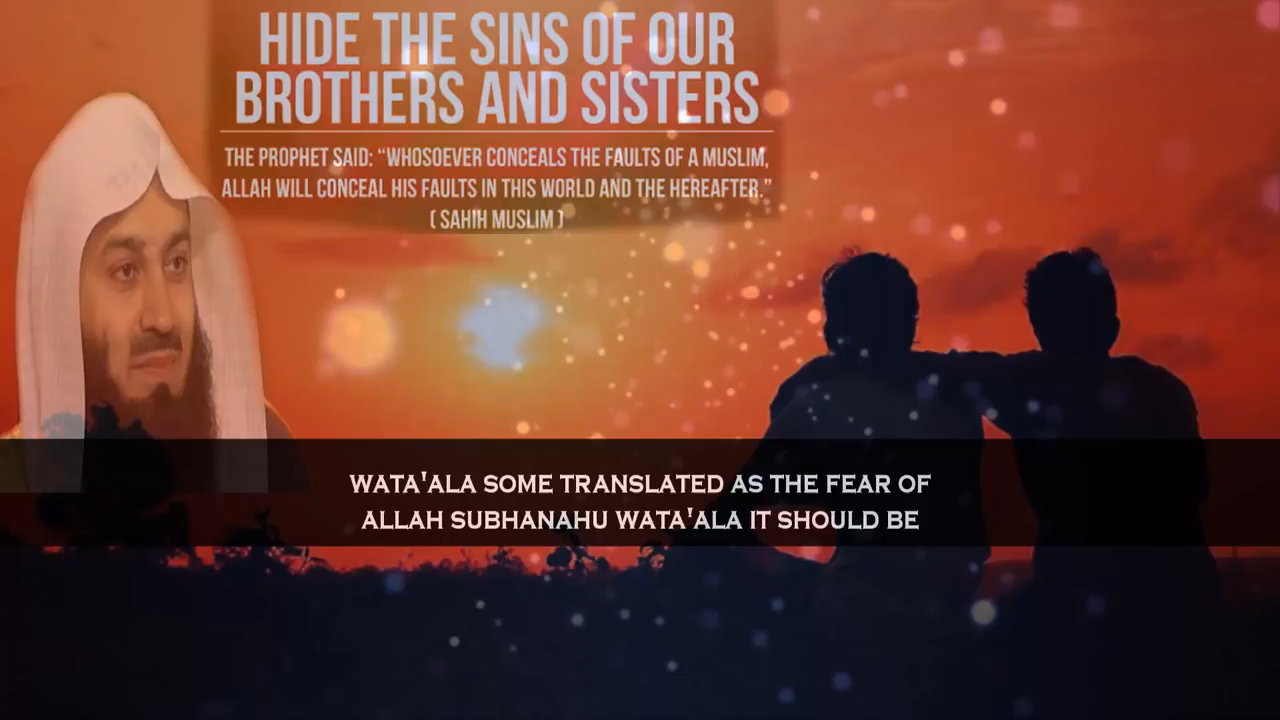 HIDE THE SINS OF OUR
BROTHERS AND SISTERS
THE PROPHET SAID: “WHOSOEVER CONCEALS THE FAULTS OF A MUSLIM,
ALLAH WILL CONCEAL HIS FAULTS IN THIS WORLD AND THE HEREAFTER.”
( SAHIH MUSLIM )
WATA'ALA SOME TRANSLATED AS THE FEAR OF
ALLAH SUBHANAHU WATA'ALA IT SHOULD BE